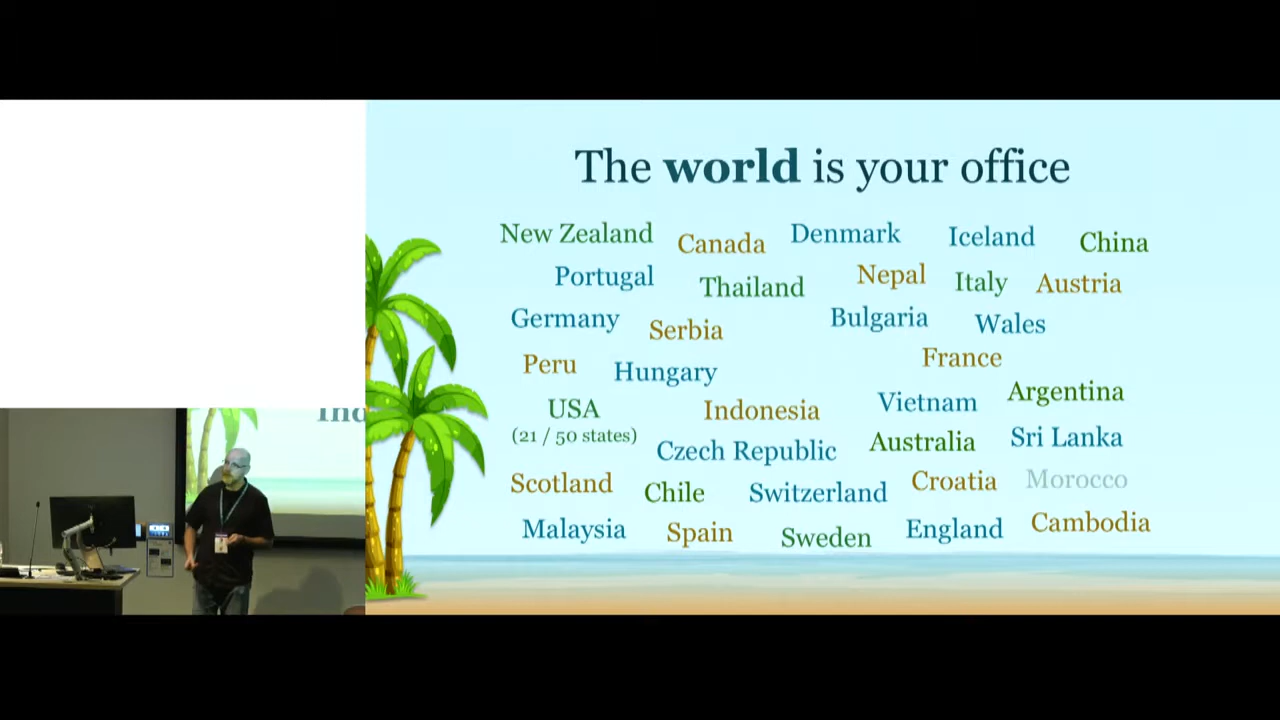 The world is your office
New Zealand Canada Denmark Iceland China
Portugal Thailand Nepal Italy Austria
Germany Serbia Bulgaria Wales
Peru Hungary France
USA Indonesia Vietnam Argentina
(21 / 50 states) Czech Republic Australia Sri Lanka
Scotland Chile Switzerland Croatia Morocco
Malaysia Spain Sweden England Cambodia
Ind